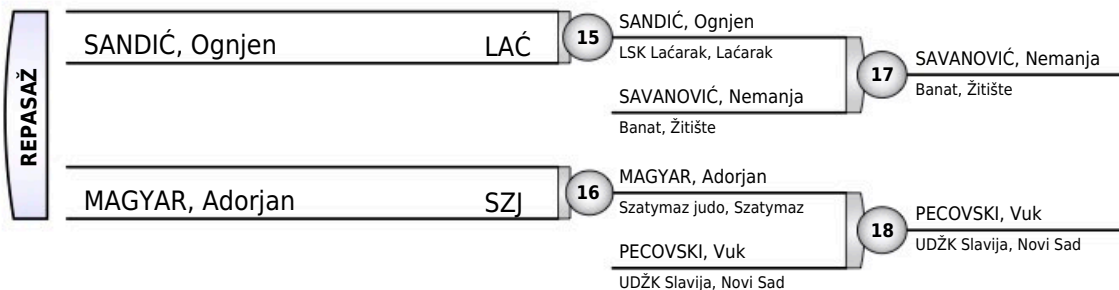 REPASAŽ
SANDIĆ, Ognjen LAĆ
15
SANDIĆ, Ognjen
LSK Laćarak, Laćarak
SAVANOVIĆ, Nemanja
Banat, Žitište
17
SAVANOVIĆ, Nemanja
Banat, Žitište
MAGYAR, Adorjan SZJ
16
MAGYAR, Adorjan
Szatymaz judo, Szatymaz
PECOVSKI, Vuk
UDŽK Slavija, Novi Sad
18
PECOVSKI, Vuk
UDŽK Slavija, Novi Sad